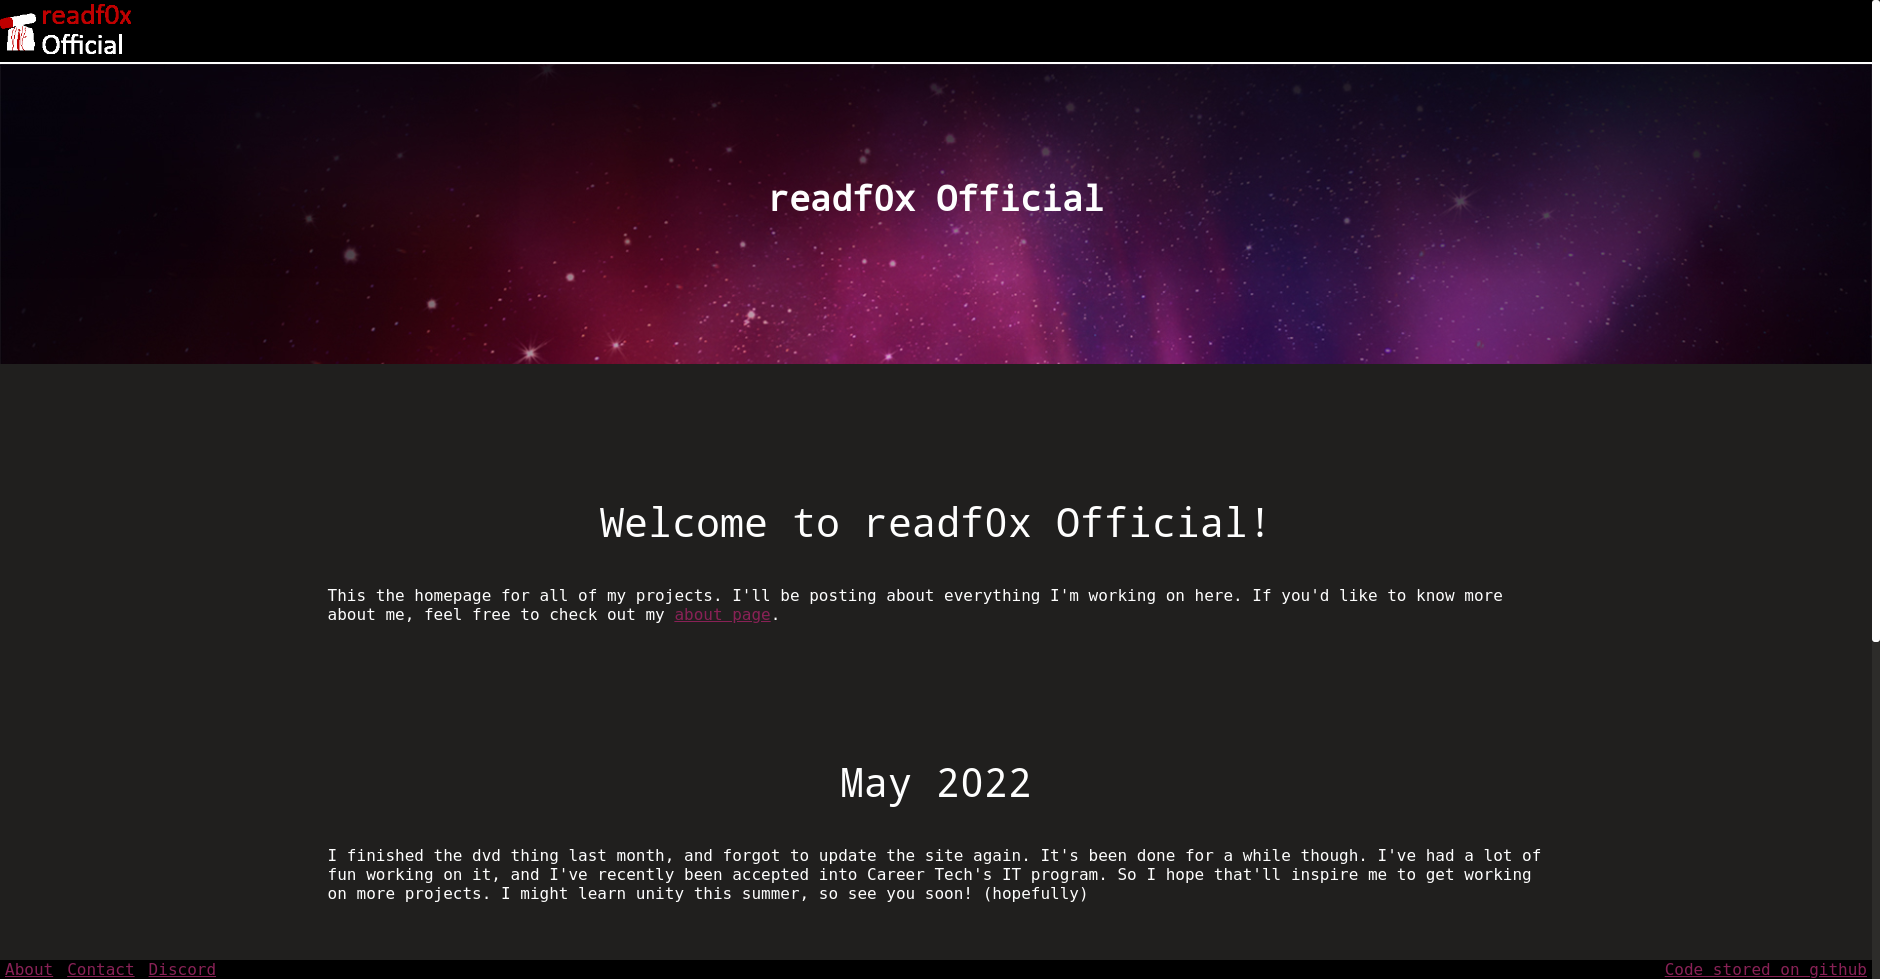 readf0x
Official
readf0x Official
Welcome to readf0x Official!
This the homepage for all of my projects. I'll be posting about everything I'm working on here. If you'd like to know more
about me, feel free to check out my about page.
May 2022
I finished the dvd thing last month, and forgot to update the site again. It's been done for a while though. I've had a lot of
fun working on it, and I've recently been accepted into Career Tech's IT program. So I hope that'll inspire me to get working
on more projects. I might learn unity this summer, so see you soon! (hopefully)
About Contact Discord Code stored on github